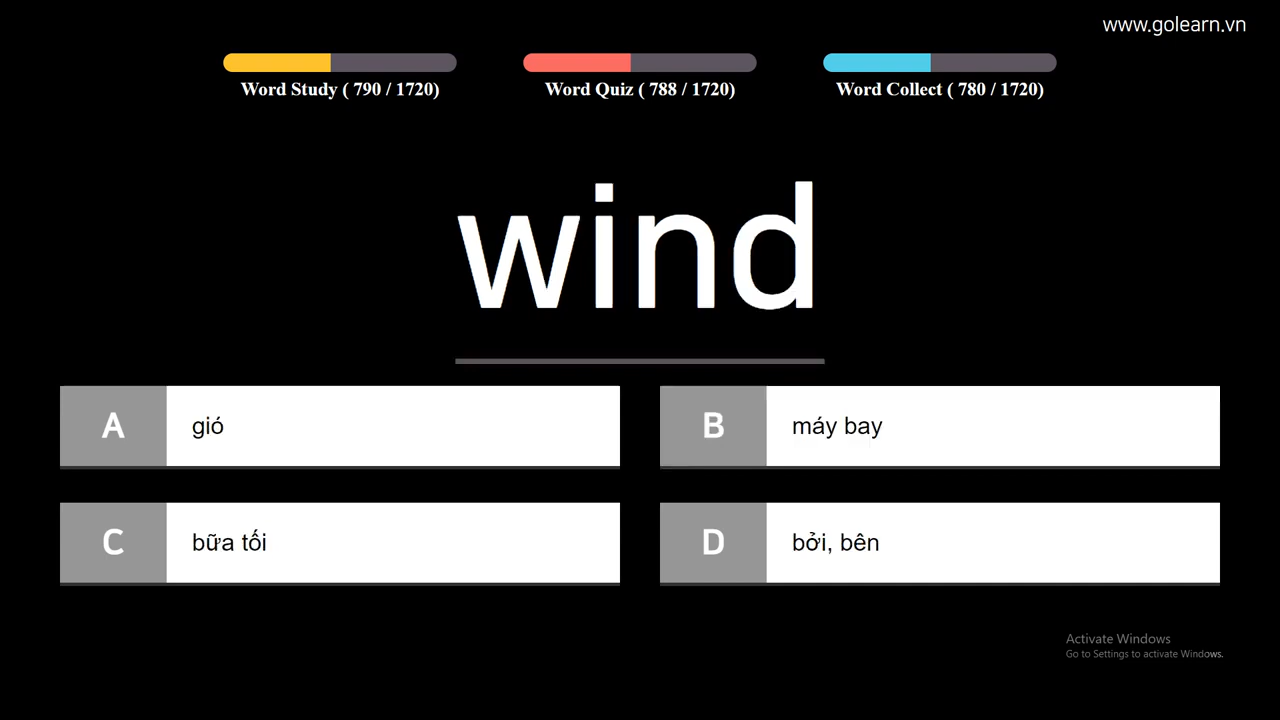 www.golearn.vn
Word Study ( 790 / 1720)
Word Quiz ( 788 / 1720)
Word Collect ( 780 / 1720)
wind
A gió
B máy bay
C bữa tối
D bởi, bên
Activate Windows
Go to Settings to activate Windows.